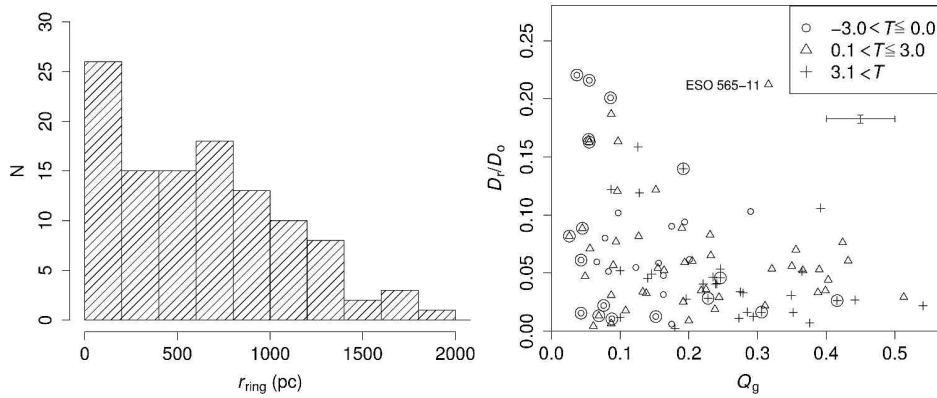 30
25
20
15
10
5
0
N
0 500 1000 1500 2000
r_ring (pc)
0.25
0.20
0.15
0.10
0.05
0.00
D_r/D_o
−3.0 < T ≦ 0.0
0.1 < T ≦ 3.0
3.1 < T
ESO 565−11
0.0 0.1 0.2 0.3 0.4 0.5
Q_g